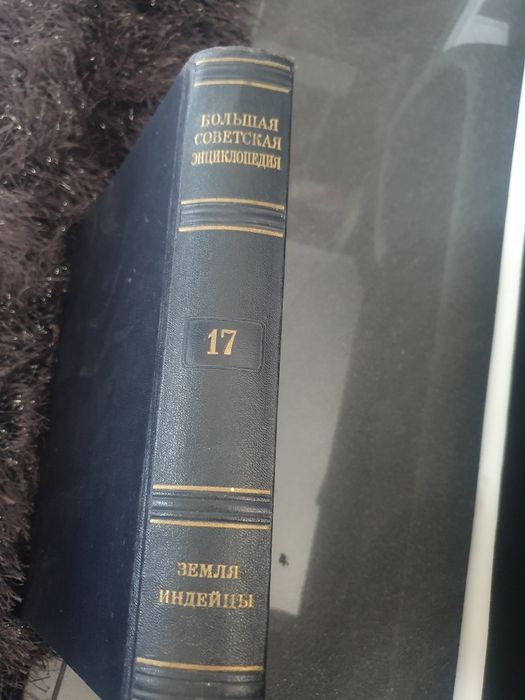 БОЛЬШАЯ
СОВЕТСКАЯ
ЭНЦИКЛОПЕДИЯ
17
ЗЕМЛЯ
ИНДЕЙЦЫ